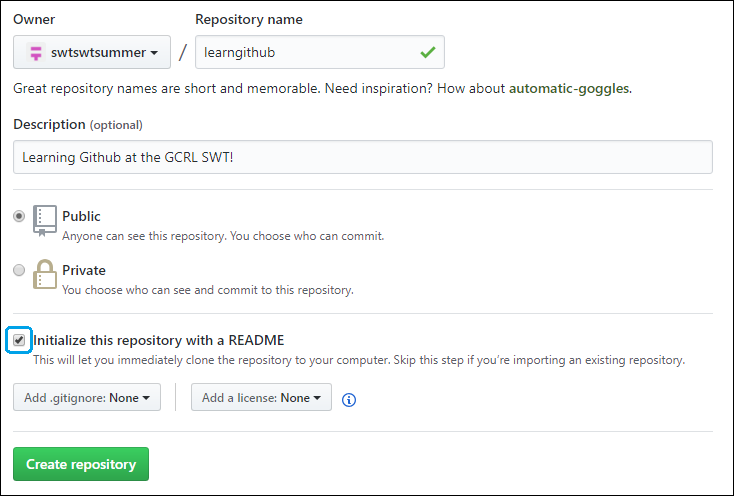 Owner Repository name
swtswtsummer / learngithub
Great repository names are short and memorable. Need inspiration? How about automatic-goggles.
Description (optional)
Learning Github at the GCRL SWT!
Public
Anyone can see this repository. You choose who can commit.
Private
You choose who can see and commit to this repository.
Initialize this repository with a README
This will let you immediately clone the repository to your computer. Skip this step if you're importing an existing repository.
Add .gitignore: None Add a license: None
Create repository